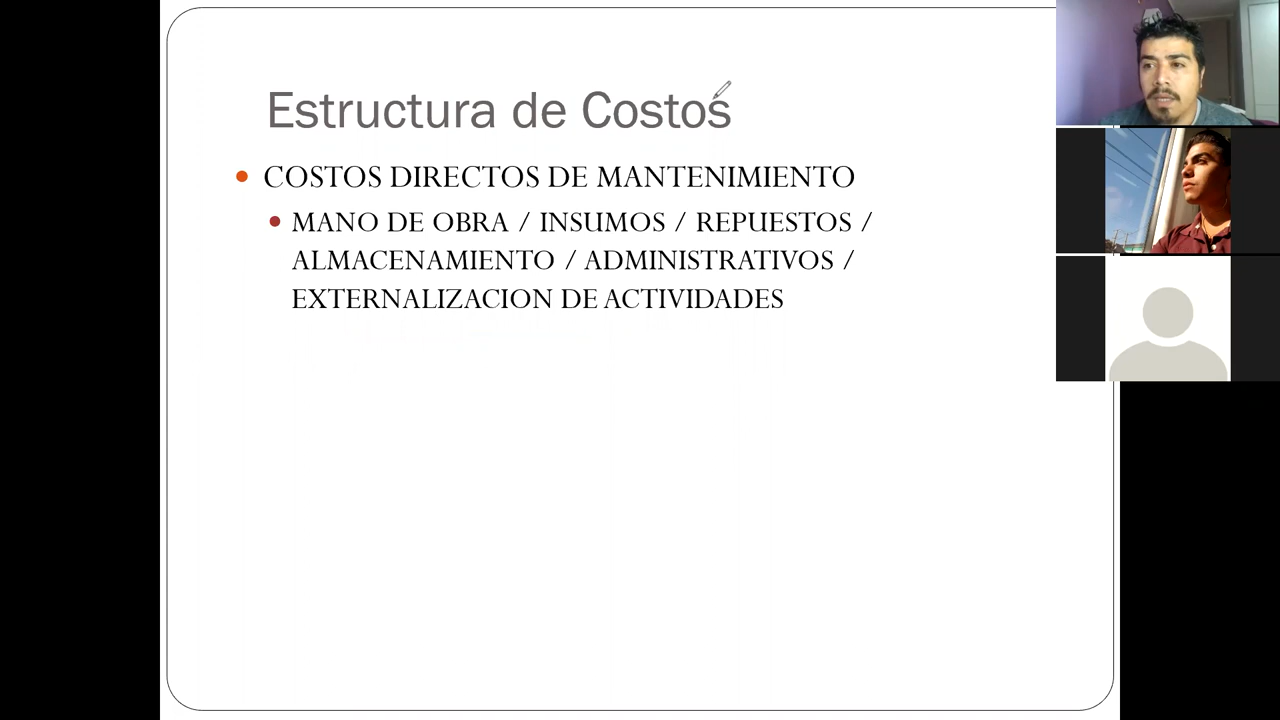 Estructura de Costos
COSTOS DIRECTOS DE MANTENIMIENTO
MANO DE OBRA / INSUMOS / REPUESTOS /
ALMACENAMIENTO / ADMINISTRATIVOS /
EXTERNALIZACION DE ACTIVIDADES